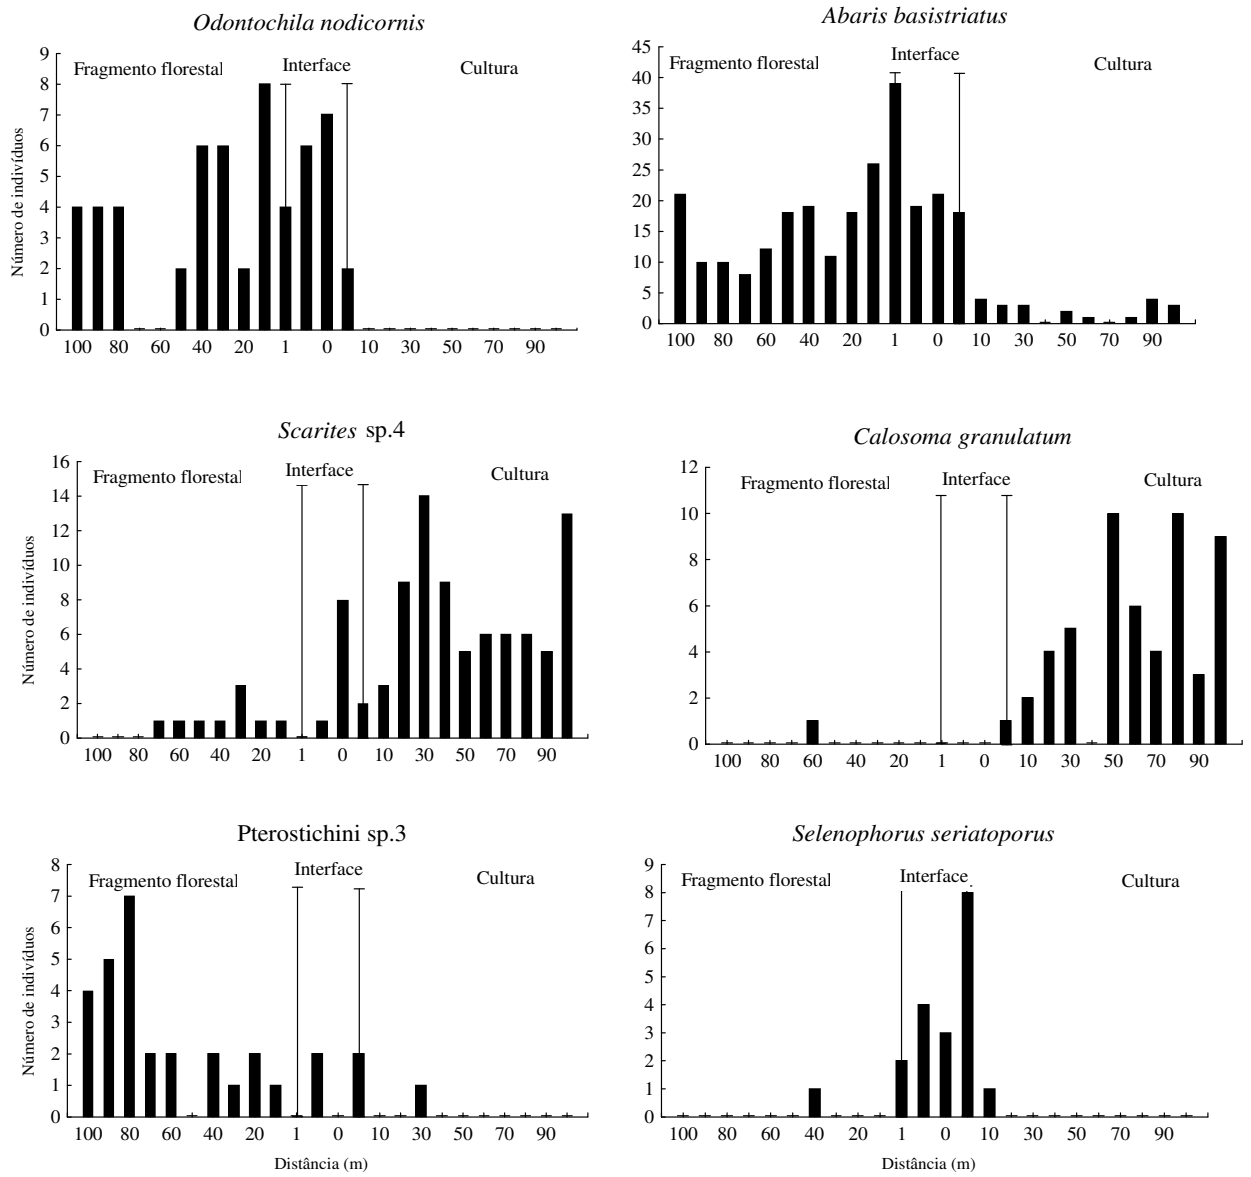 Odontochila nodicornis
9
Fragmento florestal
Interface
Cultura
8
7
6
5
4
3
2
1
0
Número de indivíduos
100 80 60 40 20 1 0 10 30 50 70 90
Abaris basistriatus
45
Fragmento florestal
Interface
Cultura
40
35
30
25
20
15
10
5
0
100 80 60 40 20 1 0 10 30 50 70 90
Scarites sp.4
16
Fragmento florestal
Interface
Cultura
14
12
10
8
6
4
2
0
Número de indivíduos
100 80 60 40 20 1 0 10 30 50 70 90
Calosoma granulatum
12
Fragmento florestal
Interface
Cultura
10
8
6
4
2
0
100 80 60 40 20 1 0 10 30 50 70 90
Pterostichini sp.3
8
Fragmento florestal
Interface
Cultura
7
6
5
4
3
2
1
0
Número de indivíduos
100 80 60 40 20 1 0 10 30 50 70 90
Distância (m)
Selenophorus seriatoporus
9
Fragmento florestal
Interface
Cultura
8
7
6
5
4
3
2
1
0
100 80 60 40 20 1 0 10 30 50 70 90
Distância (m)